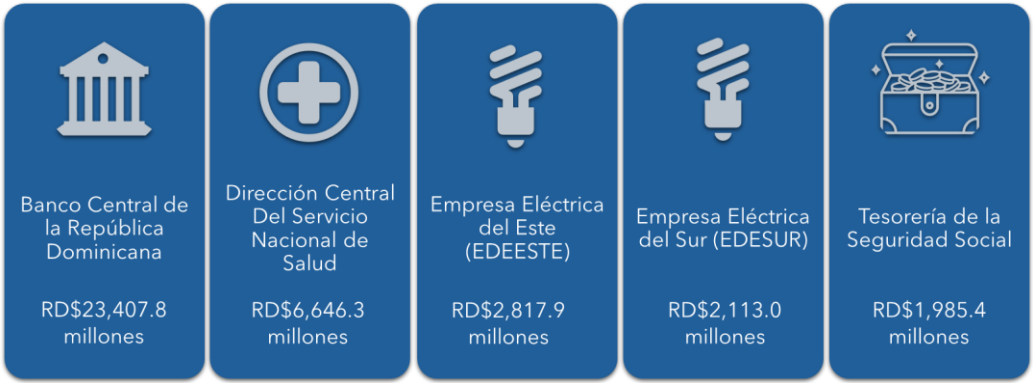 Banco Central de
la República
Dominicana
RD$23,407.8
millones
Dirección Central
Del Servicio
Nacional de
Salud
RD$6,646.3
millones
Empresa Eléctrica
del Este
(EDEESTE)
RD$2,817.9
millones
Empresa Eléctrica
del Sur (EDESUR)
RD$2,113.0
millones
Tesorería de la
Seguridad Social
RD$1,985.4
millones